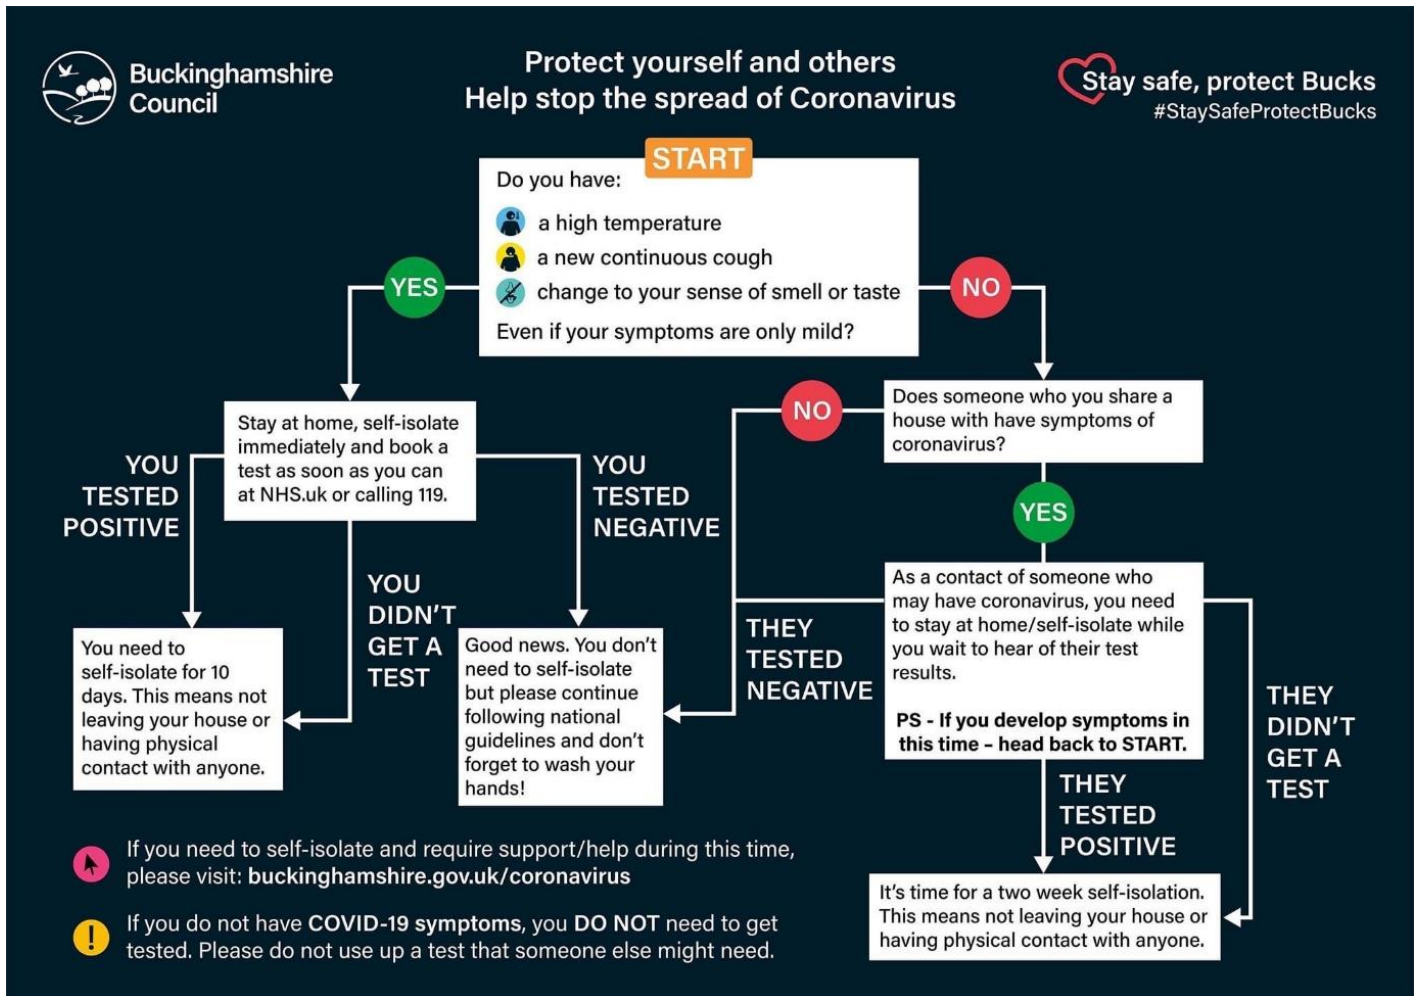 Buckinghamshire
Council
Protect yourself and others
Help stop the spread of Coronavirus
Stay safe, protect Bucks
#StaySafeProtectBucks
START
Do you have:
a high temperature
a new continuous cough
change to your sense of smell or taste
Even if your symptoms are only mild?
YES
NO
Stay at home, self-isolate
immediately and book a
test as soon as you can
at NHS.uk or calling 119.
NO
Does someone who you share a
house with have symptoms of
coronavirus?
YOU
TESTED
POSITIVE
YOU
TESTED
NEGATIVE
YES
YOU
DIDN'T
GET A
TEST
As a contact of someone who
may have coronavirus, you need
to stay at home/self-isolate while
you wait to hear of their test
results.
PS - If you develop symptoms in
this time – head back to START.
You need to
self-isolate for 10
days. This means not
leaving your house or
having physical
contact with anyone.
Good news. You don't
need to self-isolate
but please continue
following national
guidelines and don't
forget to wash your
hands!
THEY
TESTED
NEGATIVE
THEY
DIDN'T
GET A
TEST
THEY
TESTED
POSITIVE
It's time for a two week self-isolation.
This means not leaving your house or
having physical contact with anyone.
If you need to self-isolate and require support/help during this time,
please visit: buckinghamshire.gov.uk/coronavirus
If you do not have COVID-19 symptoms, you DO NOT need to get
tested. Please do not use up a test that someone else might need.